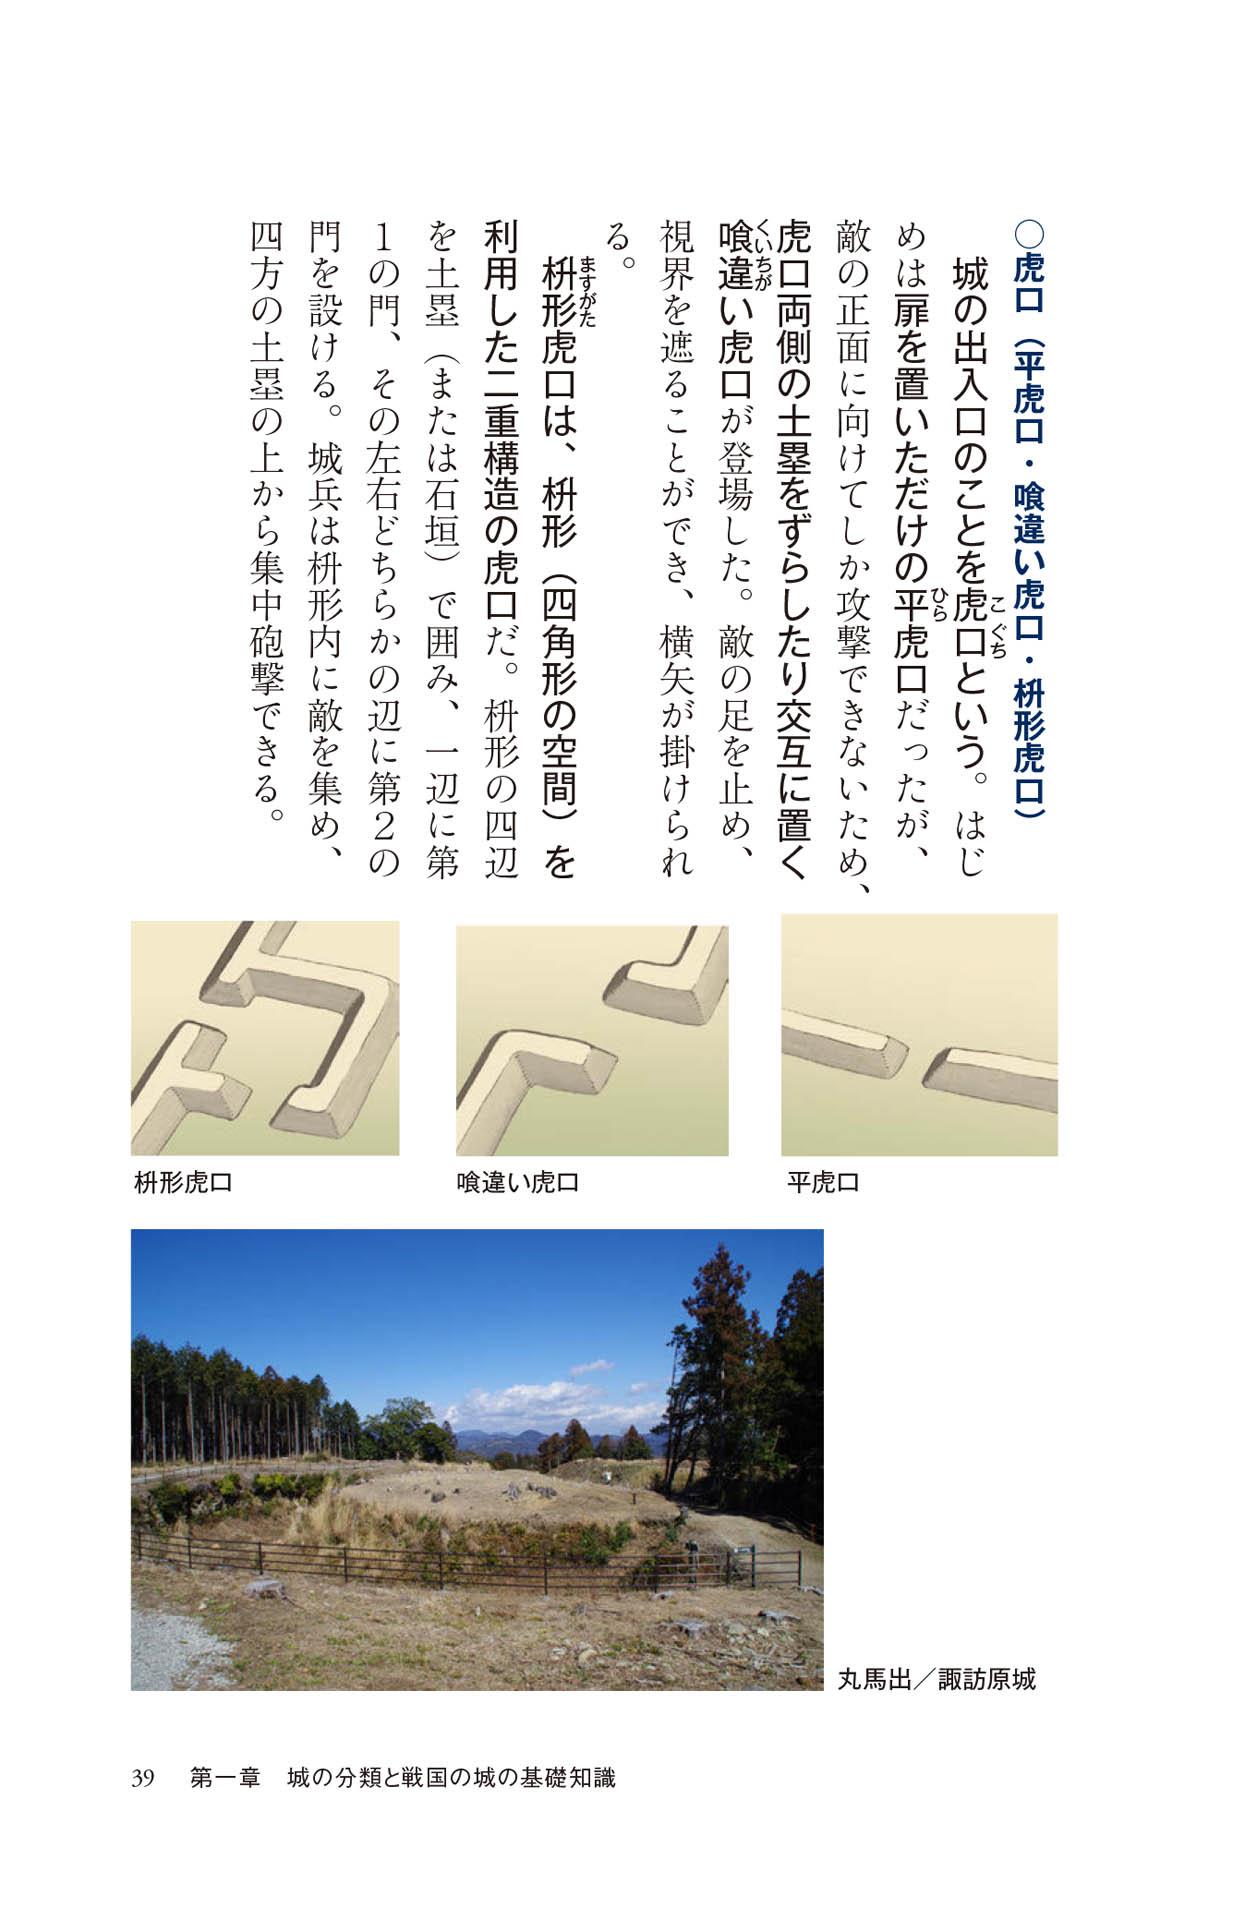 ○虎口（平虎口・喰違い虎口・枡形虎口）
城の出入口のことを虎口という。はじ
めは扉を置いただけの平虎口だったが、
敵の正面に向けてしか攻撃できないため、
虎口両側の土塁をずらしたり交互に置く
喰違い虎口が登場した。敵の足を止め、
視界を遮ることができ、横矢が掛けられ
る。
枡形虎口は、枡形（四角形の空間）を
利用した二重構造の虎口だ。枡形の四辺
を土塁（または石垣）で囲み、一辺に第
1の門、その左右どちらかの辺に第2の
門を設ける。城兵は枡形内に敵を集め、
四方の土塁の上から集中砲撃できる。
こぐち
ひら
くいちが
ますがた
平虎口
喰違い虎口
枡形虎口
丸馬出／諏訪原城
39 第一章 城の分類と戦国の城の基礎知識